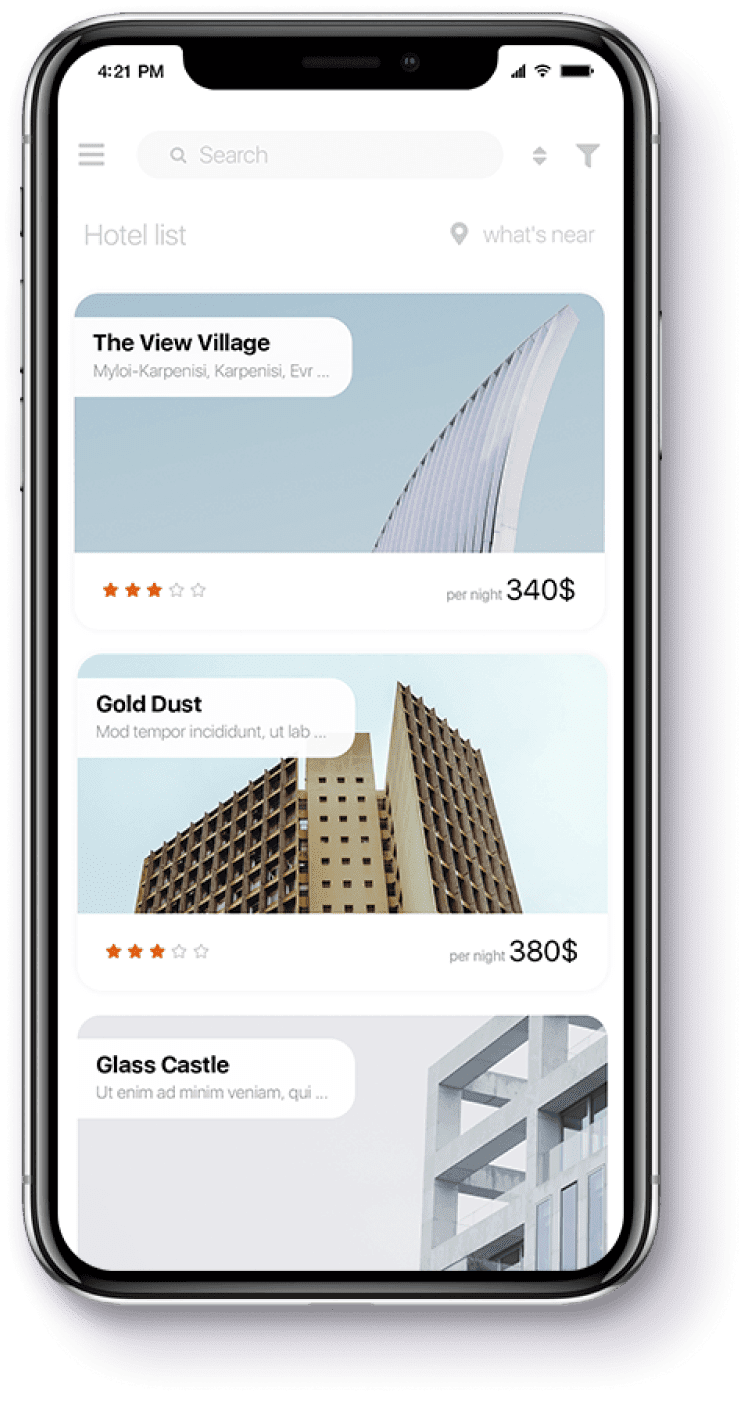 4:21 PM
Search
Hotel list
what's near
The View Village
Myloi-Karpenisi, Karpenisi, Evr ...
per night 340$
Gold Dust
Mod tempor incididunt, ut lab ...
per night 380$
Glass Castle
Ut enim ad minim veniam, qui ...